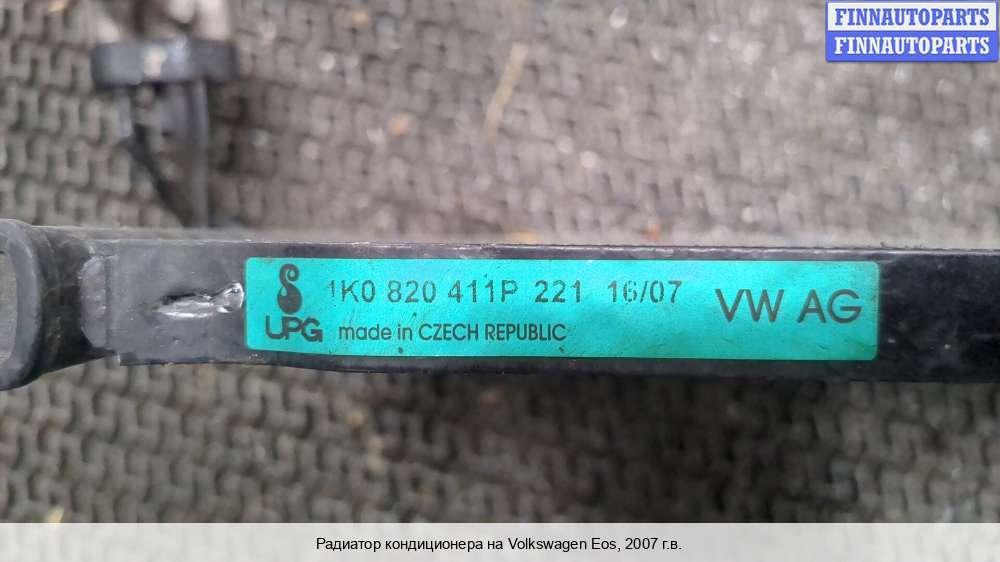 FINNAUTOPARTS
FINNAUTOPARTS
1K0 820 411P 221 16/07
UPG made in CZECH REPUBLIC
VW AG
Радиатор кондиционера на Volkswagen Eos, 2007 г.в.